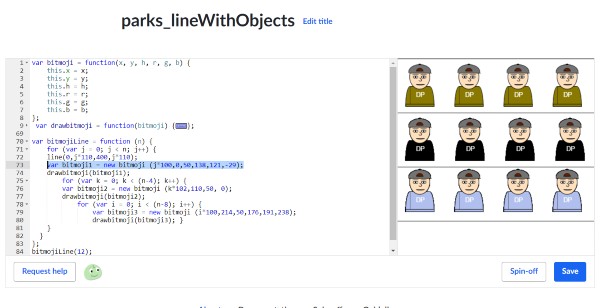 parks_lineWithObjects Edit title
1 var bitmoji = function(x, y, h, r, g, b) {
2 this.x = x;
3 this.y = y;
4 this.h = h;
5 this.r = r;
6 this.g = g;
7 this.b = b;
8 };
9 var drawbitmoji = function(bitmoji) {
70 var bitmojiLine = function (n) {
71 for (var j = 0; j < n; j++) {
72 line(0,j*110,400,j*110);
73 var bitmoji1 = new bitmoji (j*100,0,50,138,121,-29);
74 drawbitmoji(bitmoji1);
75 for (var k = 0; k < (n-4); k++) {
76 var bitmoji2 = new bitmoji (k*102,110,50, 0);
77 drawbitmoji(bitmoji2);
78 for (var i = 0; i < (n-8); i++) {
79 var bitmoji3 = new bitmoji (i*100,214,50,176,191,238);
80 drawbitmoji(bitmoji3); }
81 }
82 }
83 };
84 bitmojiLine(12);
DP DP DP DP
DP DP DP DP
DP DP DP DP
Request help
Spin-off
Save